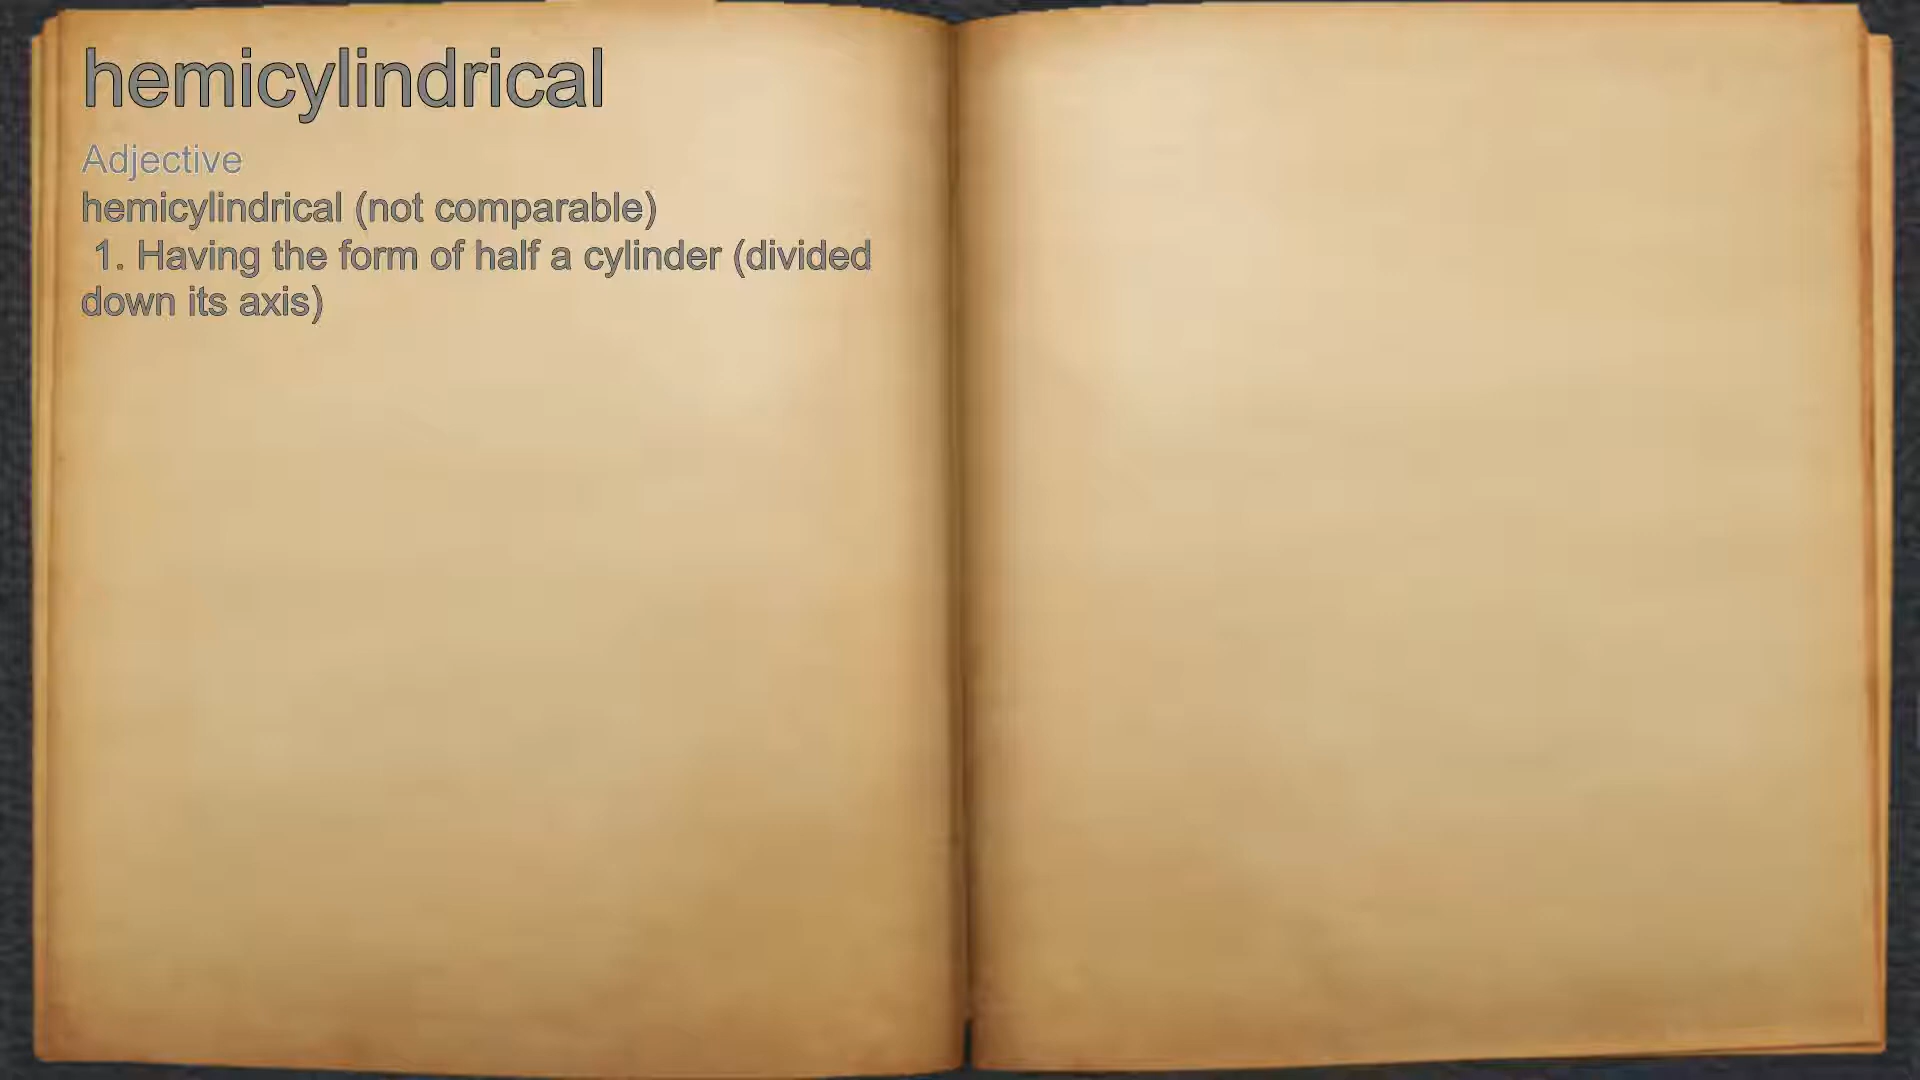 hemicylindrical
Adjective
hemicylindrical (not comparable)
1. Having the form of half a cylinder (divided
down its axis)